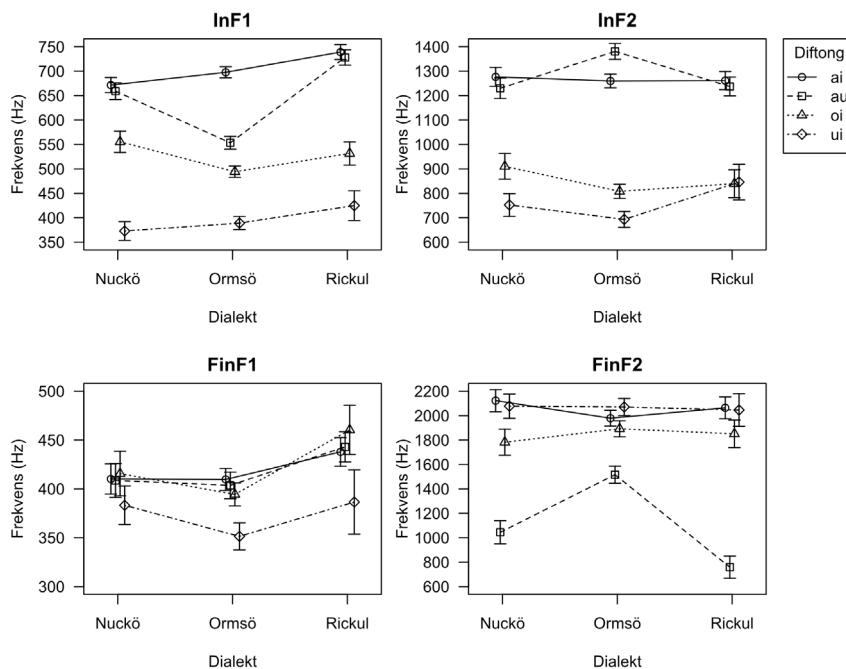 InF1
750
700
650
600
550
500
450
400
350
Frekvens (Hz)
Nuckö Ormsö Rickul
Dialekt
InF2
1400
1300
1200
1100
1000
900
800
700
600
Frekvens (Hz)
Nuckö Ormsö Rickul
Dialekt
Diftong
ai
au
oi
ui
FinF1
500
450
400
350
300
Frekvens (Hz)
Nuckö Ormsö Rickul
Dialekt
FinF2
2200
2000
1800
1600
1400
1200
1000
800
600
Frekvens (Hz)
Nuckö Ormsö Rickul
Dialekt